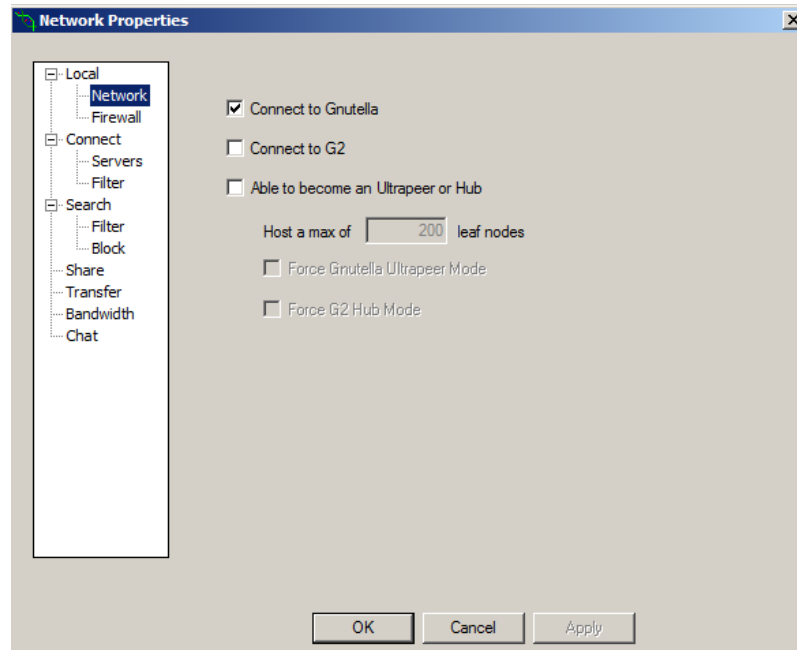 Network Properties
Local
Network
Firewall
Connect
Servers
Filter
Search
Filter
Block
Share
Transfer
Bandwidth
Chat
Connect to Gnutella
Connect to G2
Able to become an Ultrapeer or Hub
Host a max of 200 leaf nodes
Force Gnutella Ultrapeer Mode
Force G2 Hub Mode
OK Cancel Apply